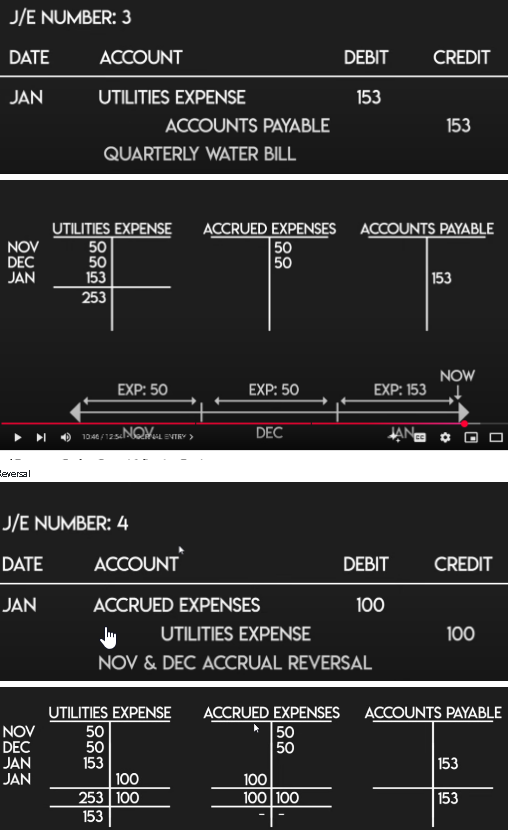 J/E NUMBER: 3
DATE ACCOUNT DEBIT CREDIT
JAN UTILITIES EXPENSE 153
ACCOUNTS PAYABLE 153
QUARTERLY WATER BILL
UTILITIES EXPENSE ACCRUED EXPENSES ACCOUNTS PAYABLE
NOV 50 50
DEC 50 50
JAN 153 153
253
NOW
EXP: 50 EXP: 50 EXP: 153
NOV DEC JAN
10:46 / 12:54 • JOURNAL ENTRY >
Reversal
J/E NUMBER: 4
DATE ACCOUNT DEBIT CREDIT
JAN ACCRUED EXPENSES 100
UTILITIES EXPENSE 100
NOV & DEC ACCRUAL REVERSAL
UTILITIES EXPENSE ACCRUED EXPENSES ACCOUNTS PAYABLE
NOV 50 50
DEC 50 50
JAN 153 153
JAN 100 100
253 100 100 100 153
153 - -